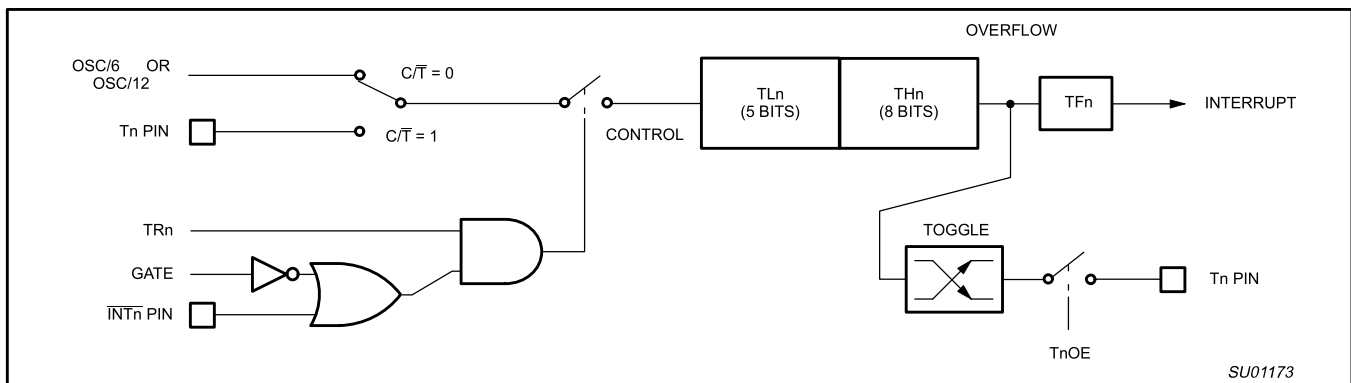 OVERFLOW
OSC/6 OR
OSC/12
C/T̅ = 0
TLn
(5 BITS)
THn
(8 BITS)
TFn
INTERRUPT
Tn PIN
C/T̅ = 1
CONTROL
TRn
TOGGLE
GATE
Tn PIN
I̅N̅T̅n̅ PIN
TnOE
SU01173